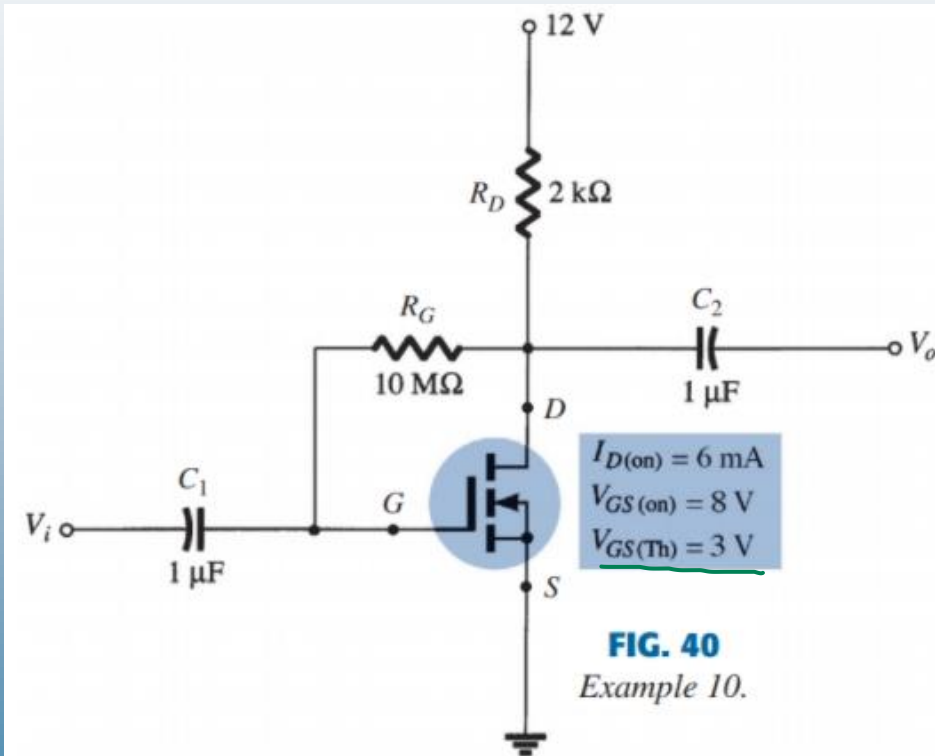 12 V
R_D 2 kΩ
R_G
10 MΩ
C_2
1 μF
V_o
D
I_D(on) = 6 mA
V_GS(on) = 8 V
V_GS(Th) = 3 V
C_1
V_i
1 μF
G
S
FIG. 40
Example 10.